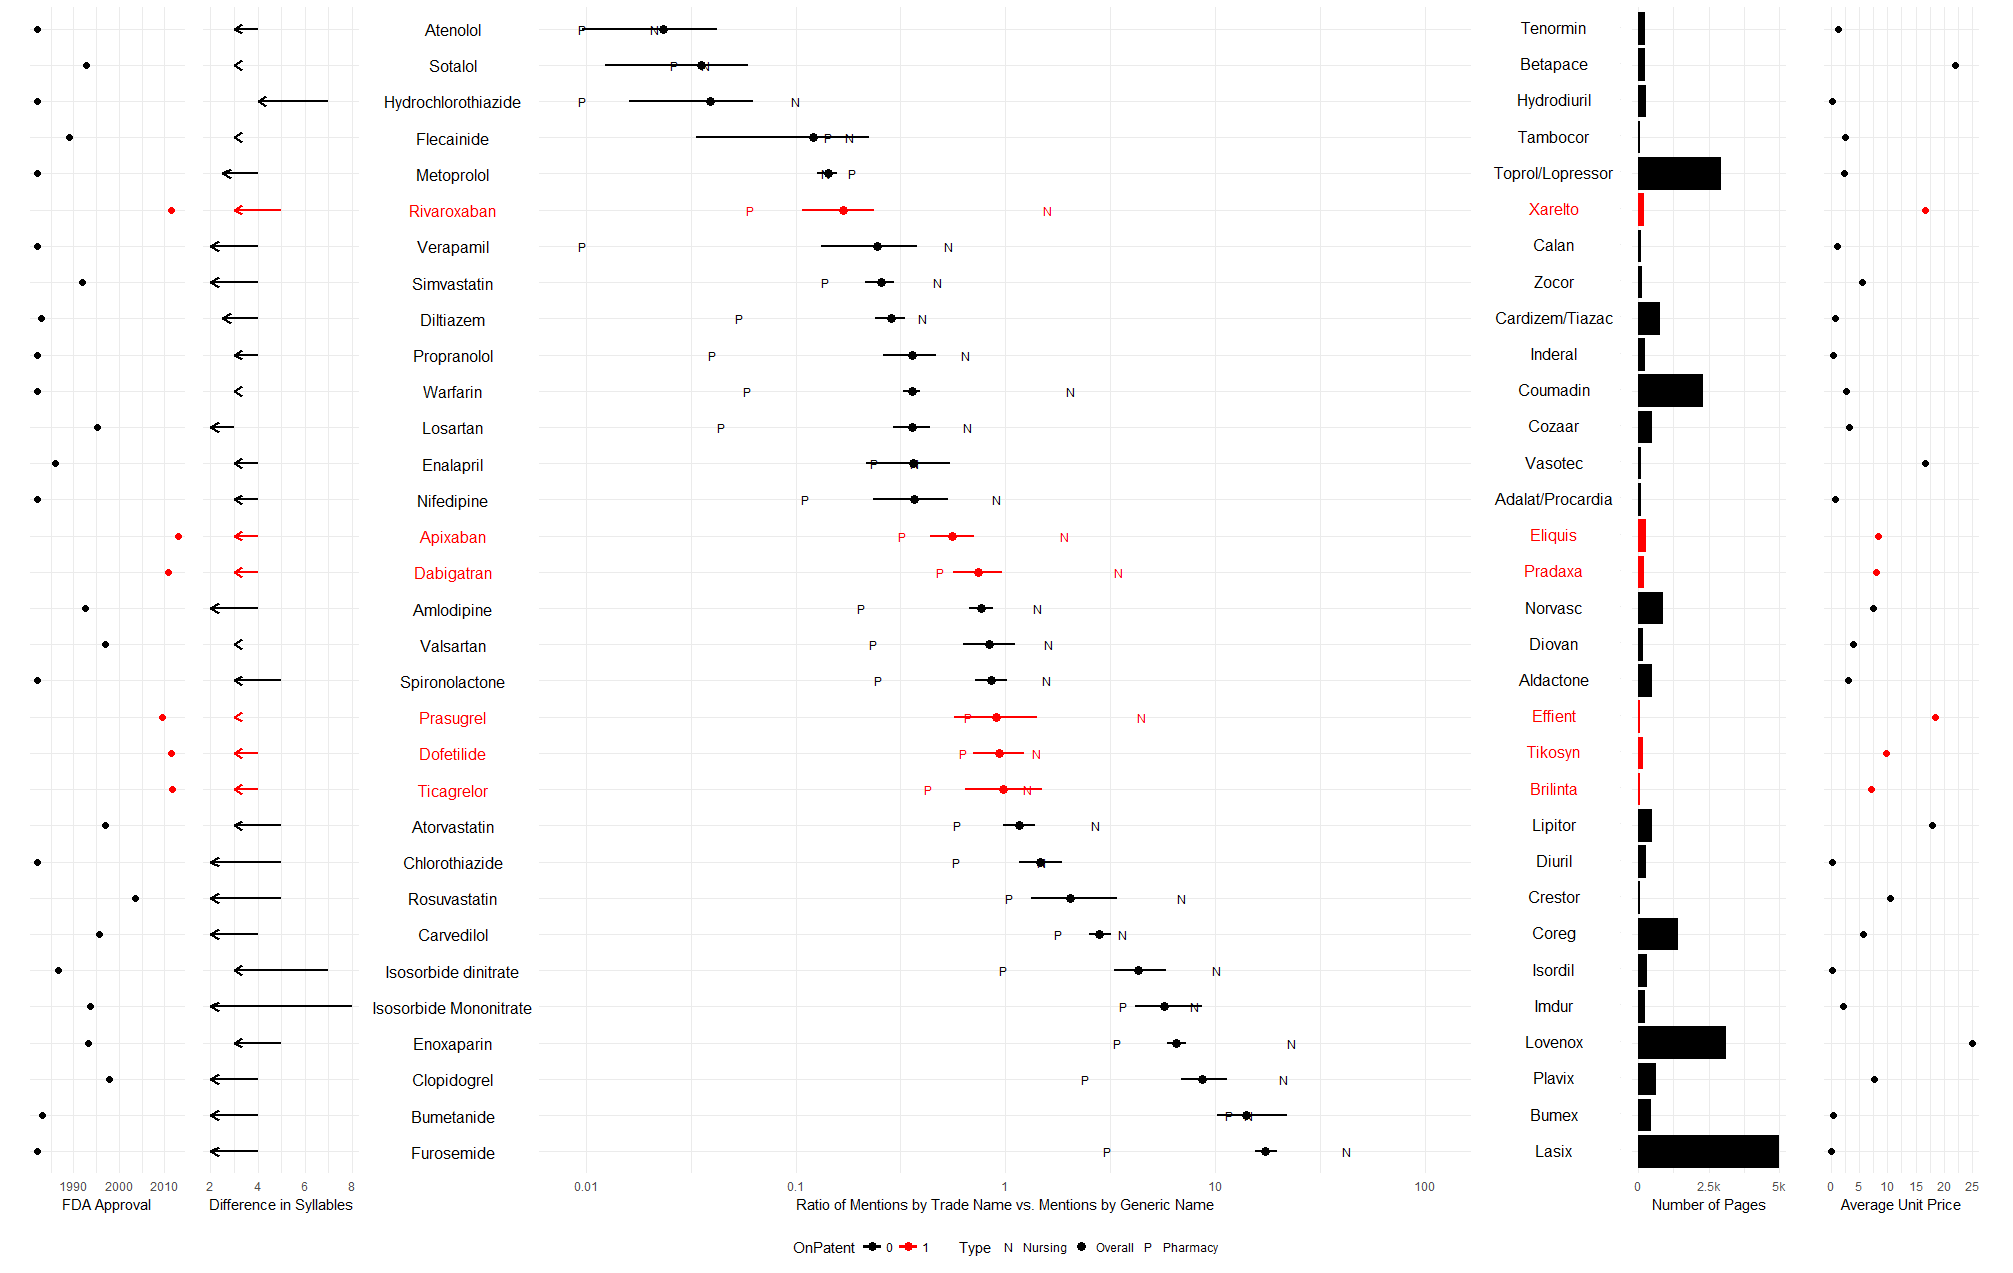 Atenolol P N Tenormin
Sotalol P N Betapace
Hydrochlorothiazide P N Hydrodiuril
Flecainide P N Tambocor
Metoprolol N P Toprol/Lopressor
Rivaroxaban P N Xarelto
Verapamil P N Calan
Simvastatin P N Zocor
Diltiazem P N Cardizem/Tiazac
Propranolol P N Inderal
Warfarin P N Coumadin
Losartan P N Cozaar
Enalapril P N Vasotec
Nifedipine P N Adalat/Procardia
Apixaban P N Eliquis
Dabigatran P N Pradaxa
Amlodipine P N Norvasc
Valsartan P N Diovan
Spironolactone P N Aldactone
Prasugrel P N Effient
Dofetilide P N Tikosyn
Ticagrelor P N Brilinta
Atorvastatin P N Lipitor
Chlorothiazide P N Diuril
Rosuvastatin P N Crestor
Carvedilol P N Coreg
Isosorbide dinitrate P N Isordil
Isosorbide Mononitrate P N Imdur
Enoxaparin P N Lovenox
Clopidogrel P N Plavix
Bumetanide P N Bumex
Furosemide P N Lasix
1990 2000 2010 2 4 6 8 0.01 0.1 1 10 100 0 2.5k 5k 0 5 10 15 20 25
FDA Approval Difference in Syllables Ratio of Mentions by Trade Name vs. Mentions by Generic Name Number of Pages Average Unit Price
OnPatent 0 1 Type N Nursing Overall P Pharmacy